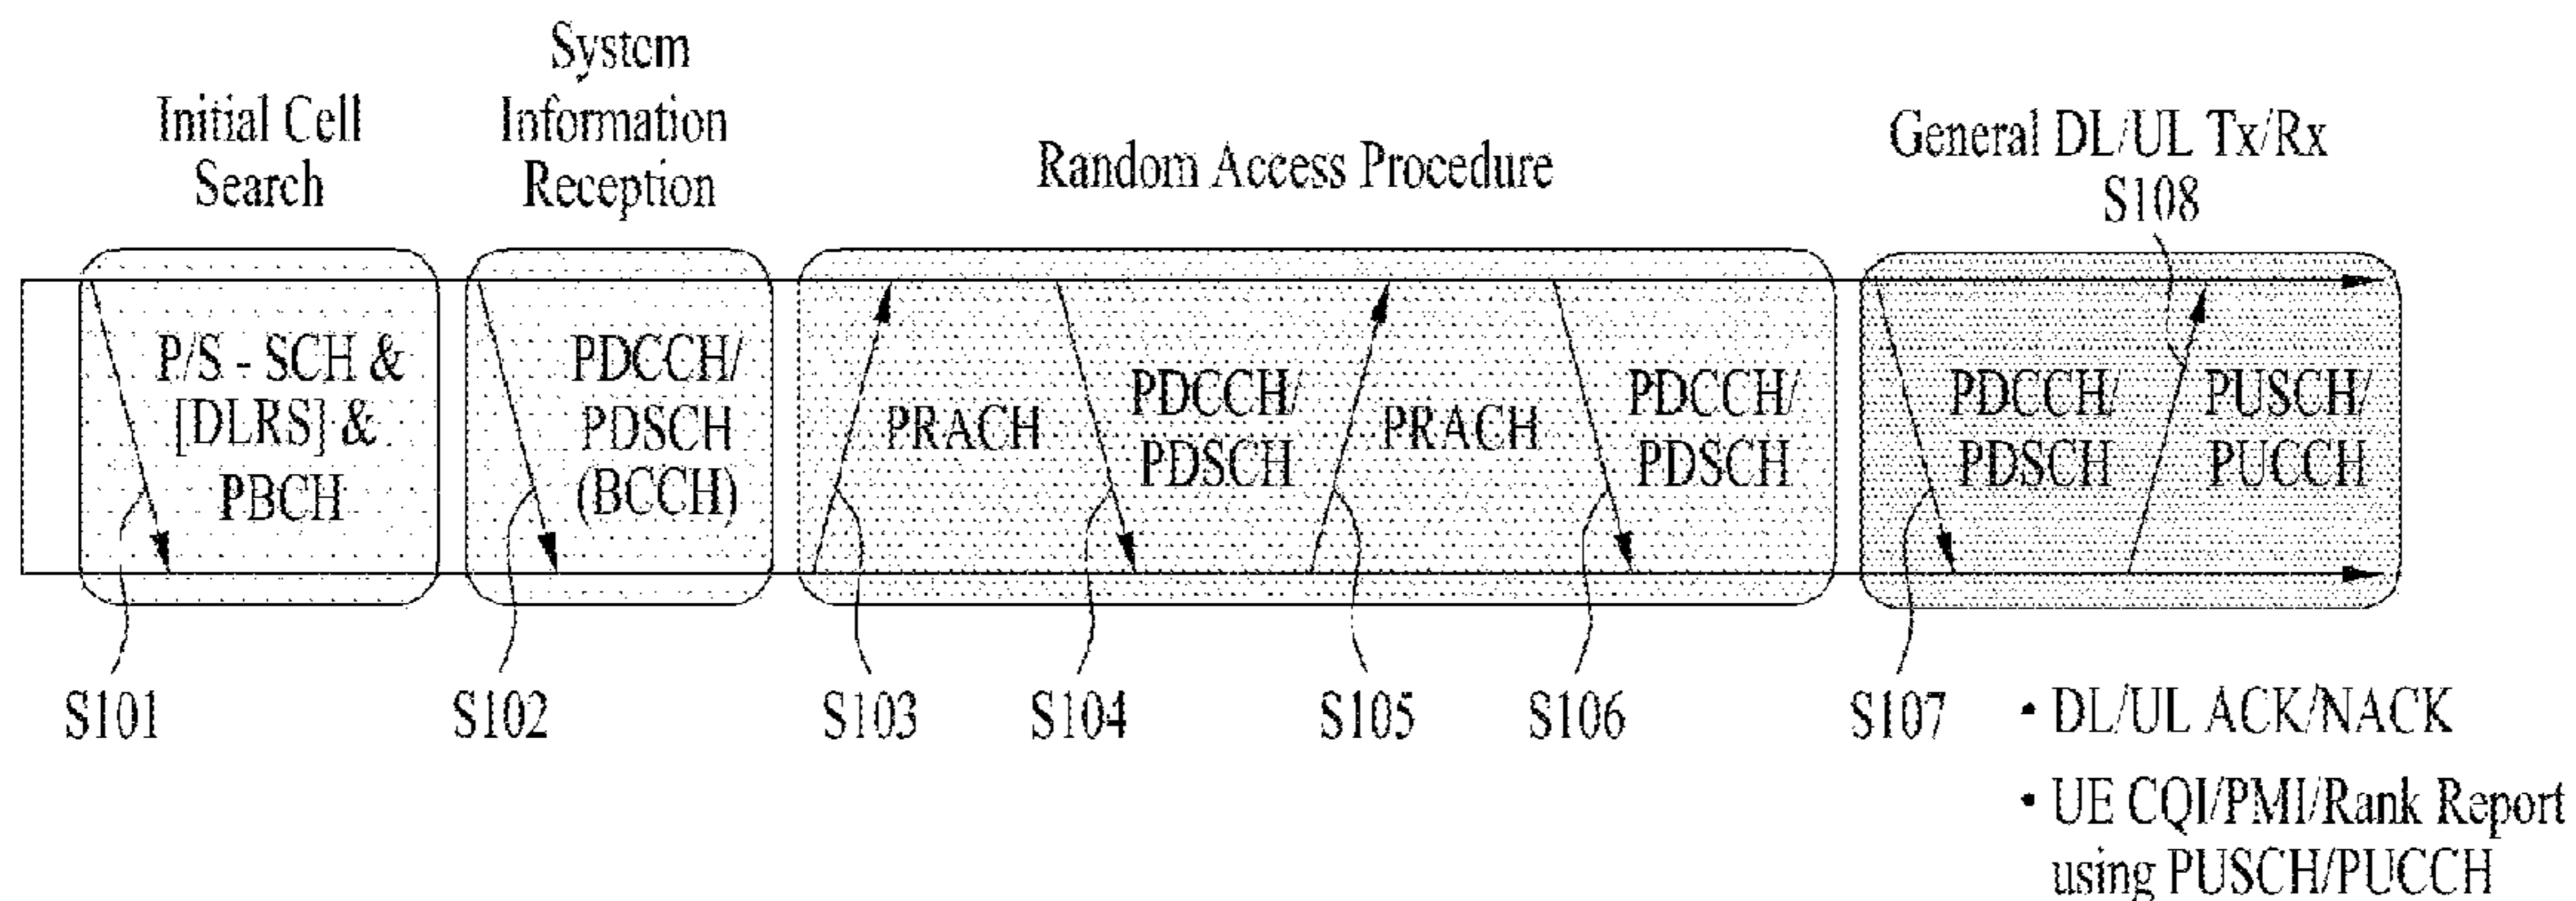 Initial Cell
Search
System
Information
Reception
Random Access Procedure
General DL/UL Tx/Rx
S108
P/S - SCH &
[DLRS] &
PBCH
PDCCH/
PDSCH
(BCCH)
PRACH
PDCCH/
PDSCH
PRACH
PDCCH/
PDSCH
PDCCH/
PDSCH
PUSCH/
PUCCH
S101
S102
S103
S104
S105
S106
S107
• DL/UL ACK/NACK
• UE CQI/PMI/Rank Report
using PUSCH/PUCCH